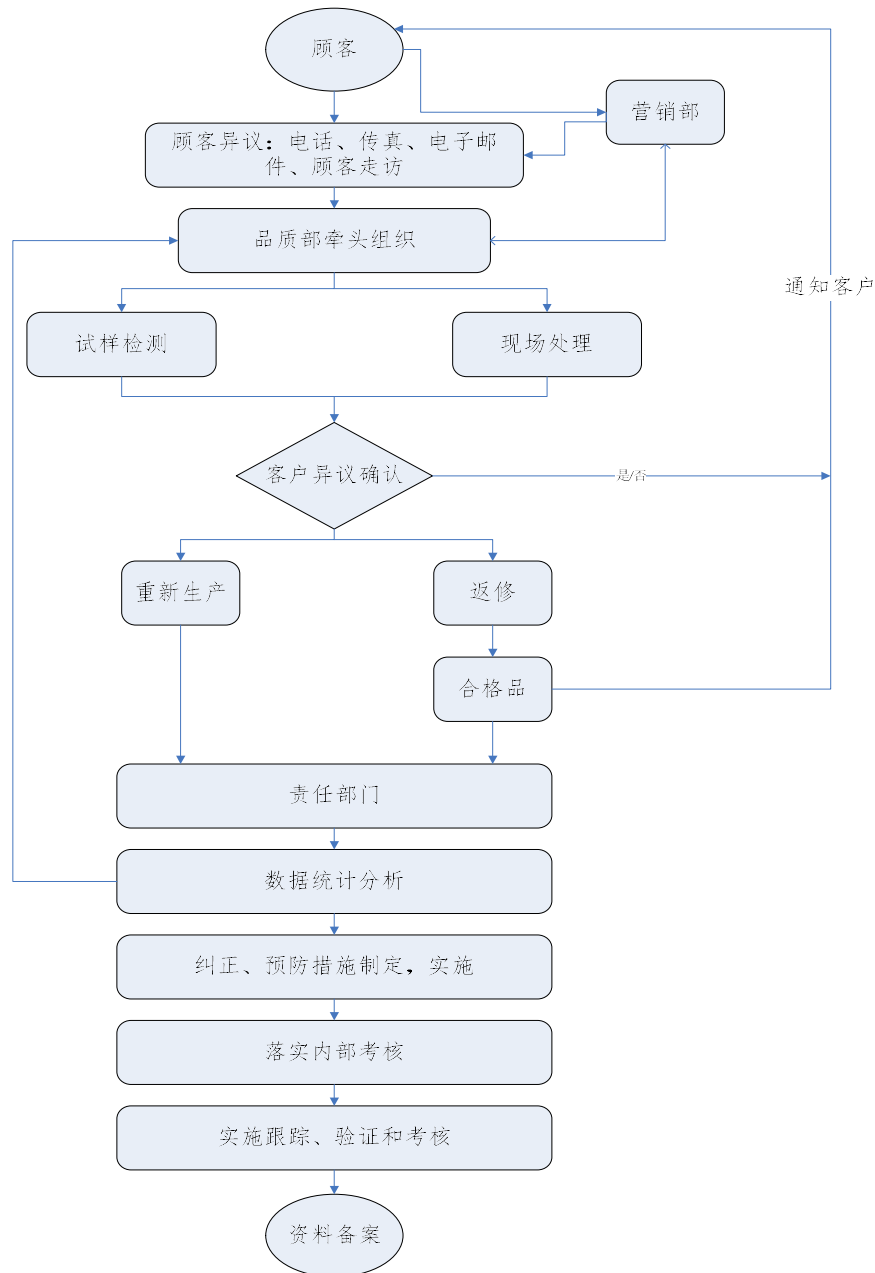 顾客
营销部
顾客异议：电话、传真、电子邮
件、顾客走访
品质部牵头组织
通知客户
试样检测
现场处理
客户异议确认
是/否
重新生产
返修
合格品
责任部门
数据统计分析
纠正、预防措施制定，实施
落实内部考核
实施跟踪、验证和考核
资料备案